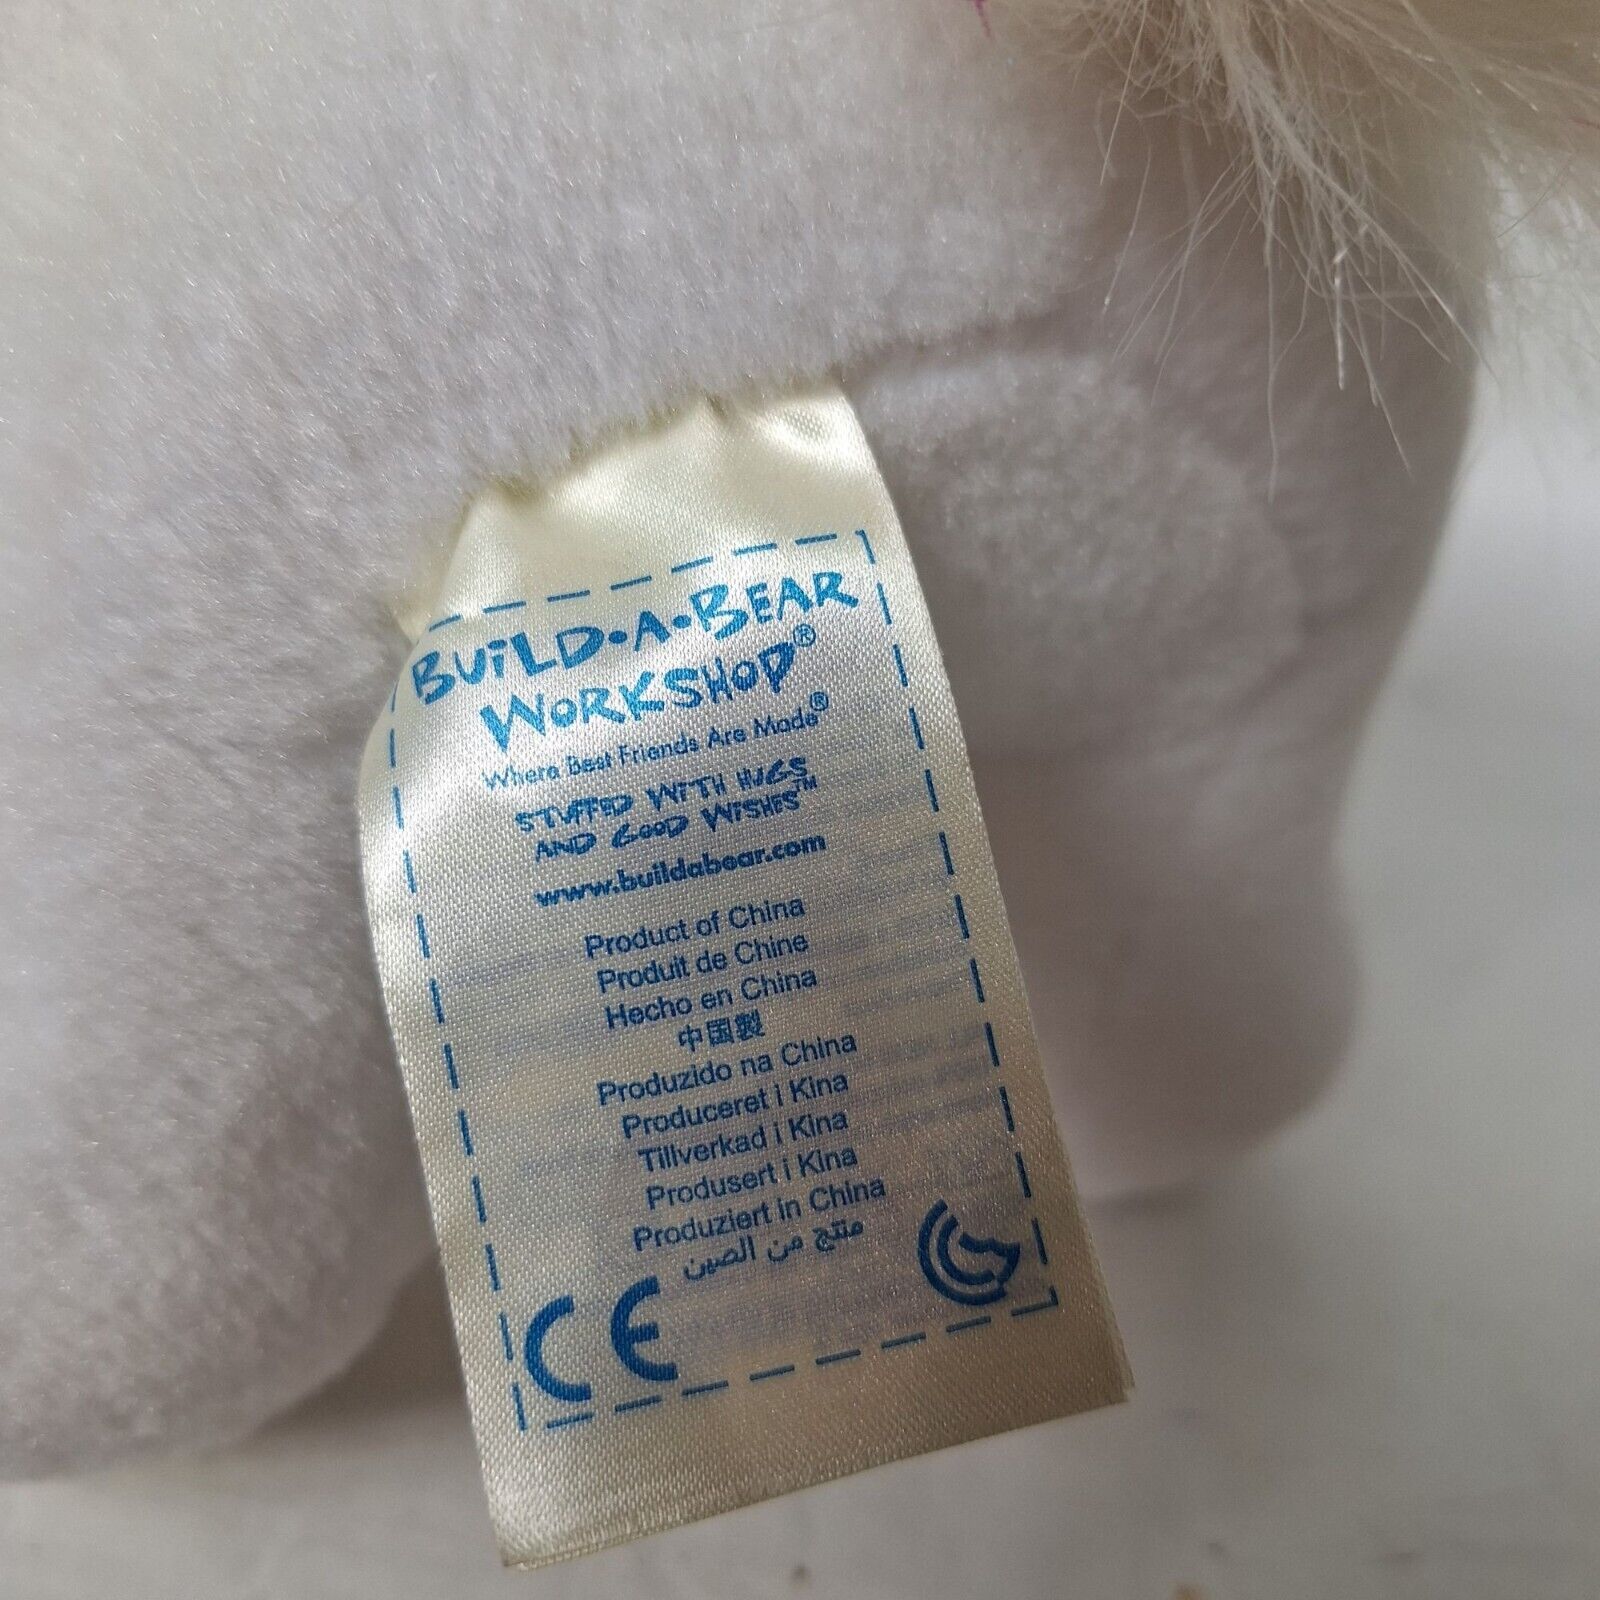 BUILD•A•BEAR
WORKSHOP®
Where Best Friends Are Made®
STUFFED WITH HUGS
AND GOOD WISHES™
www.buildabear.com
Product of China
Produit de Chine
Hecho en China
中国製
Produzido na China
Produceret i Kina
Tillverkad i Kina
Produsert i Kina
Produziert in China
منتج من الصين
CE